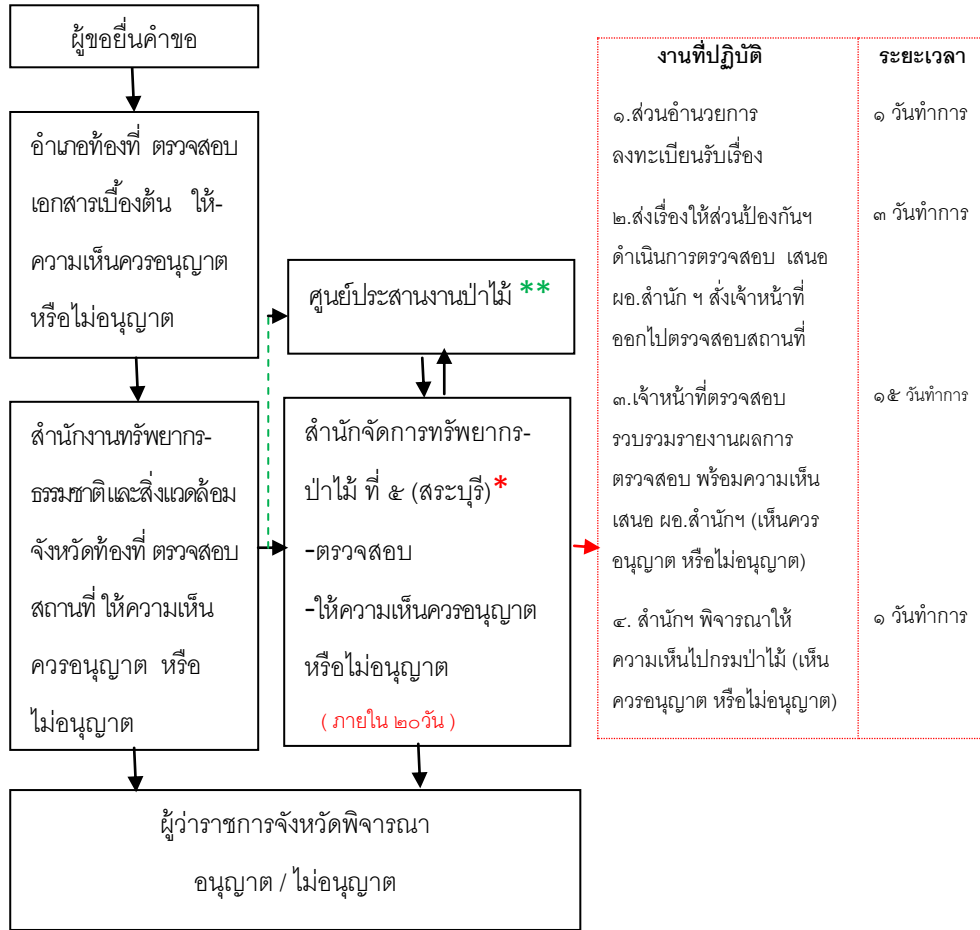 ผู้ขอยื่นคำขอ
อำเภอท้องที่ ตรวจสอบ
เอกสารเบื้องต้น ให้-
ความเห็นควรอนุญาต
หรือไม่อนุญาต
สำนักงานทรัพยากร-
ธรรมชาติและสิ่งแวดล้อม
จังหวัดท้องที่ ตรวจสอบ
สถานที่ ให้ความเห็น
ควรอนุญาต หรือ
ไม่อนุญาต
ศูนย์ประสานงานป่าไม้ **
สำนักจัดการทรัพยากร-
ป่าไม้ ที่ ๕ (สระบุรี)*
-ตรวจสอบ
-ให้ความเห็นควรอนุญาต
หรือไม่อนุญาต
( ภายใน ๒๐วัน )
ผู้ว่าราชการจังหวัดพิจารณา
อนุญาต / ไม่อนุญาต
งานที่ปฏิบัติ ระยะเวลา
๑.ส่วนอำนวยการ ๑ วันทำการ
ลงทะเบียนรับเรื่อง
๒.ส่งเรื่องให้ส่วนป้องกันฯ ๓ วันทำการ
ดำเนินการตรวจสอบ เสนอ
ผอ.สำนัก ฯ สั่งเจ้าหน้าที่
ออกไปตรวจสอบสถานที่
๓.เจ้าหน้าที่ตรวจสอบ ๑๕ วันทำการ
รวบรวมรายงานผลการ
ตรวจสอบ พร้อมความเห็น
เสนอ ผอ.สำนักฯ (เห็นควร
อนุญาต หรือไม่อนุญาต)
๔. สำนักฯ พิจารณาให้ ๑ วันทำการ
ความเห็นไปกรมป่าไม้ (เห็น
ควรอนุญาต หรือไม่อนุญาต)